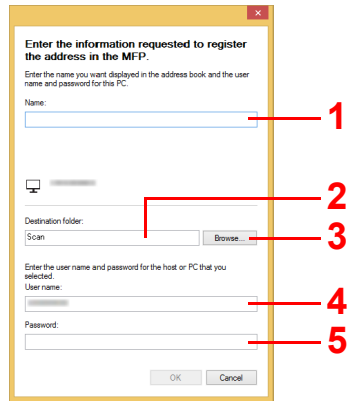 ×
Enter the information requested to register
the address in the MFP.
Enter the name you want displayed in the address book and the user
name and password for this PC.
Name:
1
2
Destination folder:
Scan
Browse...
3
Enter the user name and password for the host or PC that you
selected.
User name:
4
Password:
5
OK
Cancel